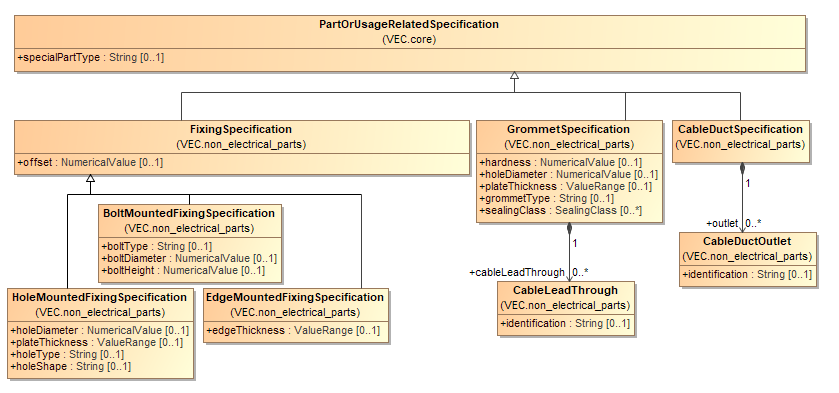 PartOrUsageRelatedSpecification
(VEC.core)
+specialPartType : String [0..1]
FixingSpecification
(VEC.non_electrical_parts)
+offset : NumericalValue [0..1]
GrommetSpecification
(VEC.non_electrical_parts)
+hardness : NumericalValue [0..1]
+holeDiameter : NumericalValue [0..1]
+plateThickness : ValueRange [0..1]
+grommetType : String [0..1]
+sealingClass : SealingClass [0..*]
CableDuctSpecification
(VEC.non_electrical_parts)
1
+outlet 0..*
BoltMountedFixingSpecification
(VEC.non_electrical_parts)
+boltType : String [0..1]
+boltDiameter : NumericalValue [0..1]
+boltHeight : NumericalValue [0..1]
1
+cableLeadThrough 0..*
CableDuctOutlet
(VEC.non_electrical_parts)
+identification : String [0..1]
HoleMountedFixingSpecification
(VEC.non_electrical_parts)
+holeDiameter : NumericalValue [0..1]
+plateThickness : ValueRange [0..1]
+holeType : String [0..1]
+holeShape : String [0..1]
EdgeMountedFixingSpecification
(VEC.non_electrical_parts)
+edgeThickness : ValueRange [0..1]
CableLeadThrough
(VEC.non_electrical_parts)
+identification : String [0..1]